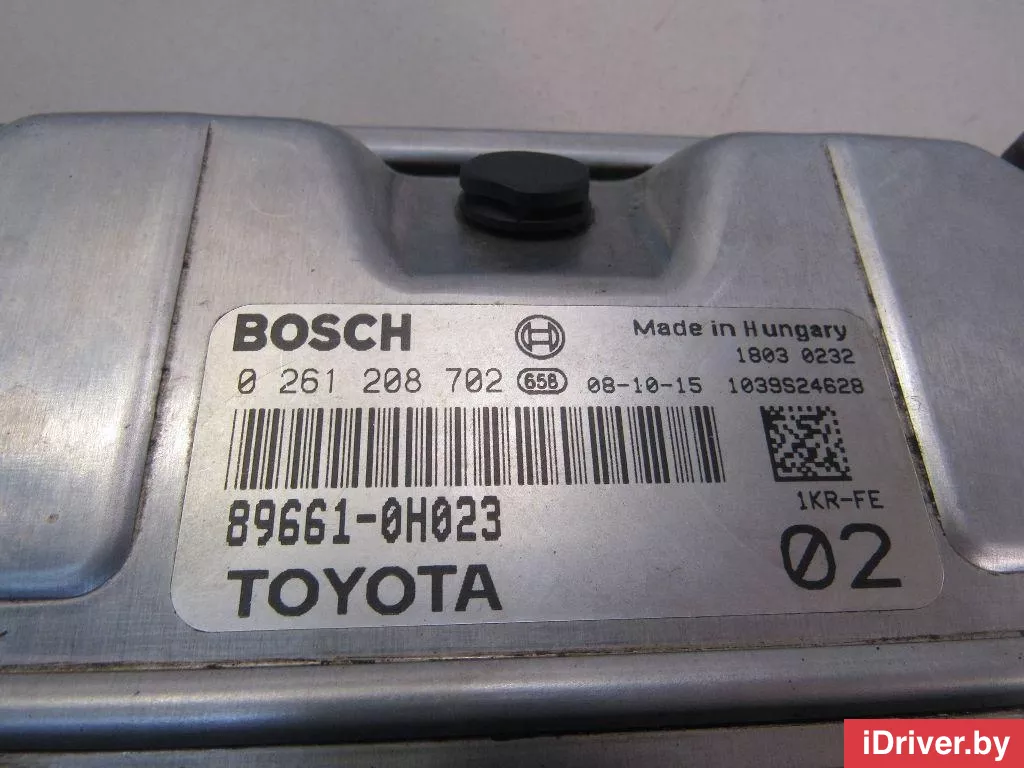 BOSCH
Made in Hungary
1803 0232
0 261 208 702 658 08-10-15 1039S24628
89661-0H023
1KR-FE
TOYOTA
02
iDriver.by